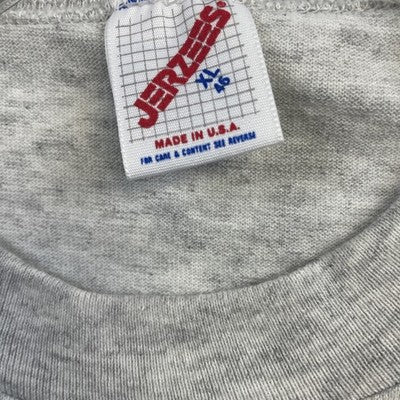 JERZEES
XL
46
MADE IN U.S.A.
FOR CARE & CONTENT SEE REVERSE